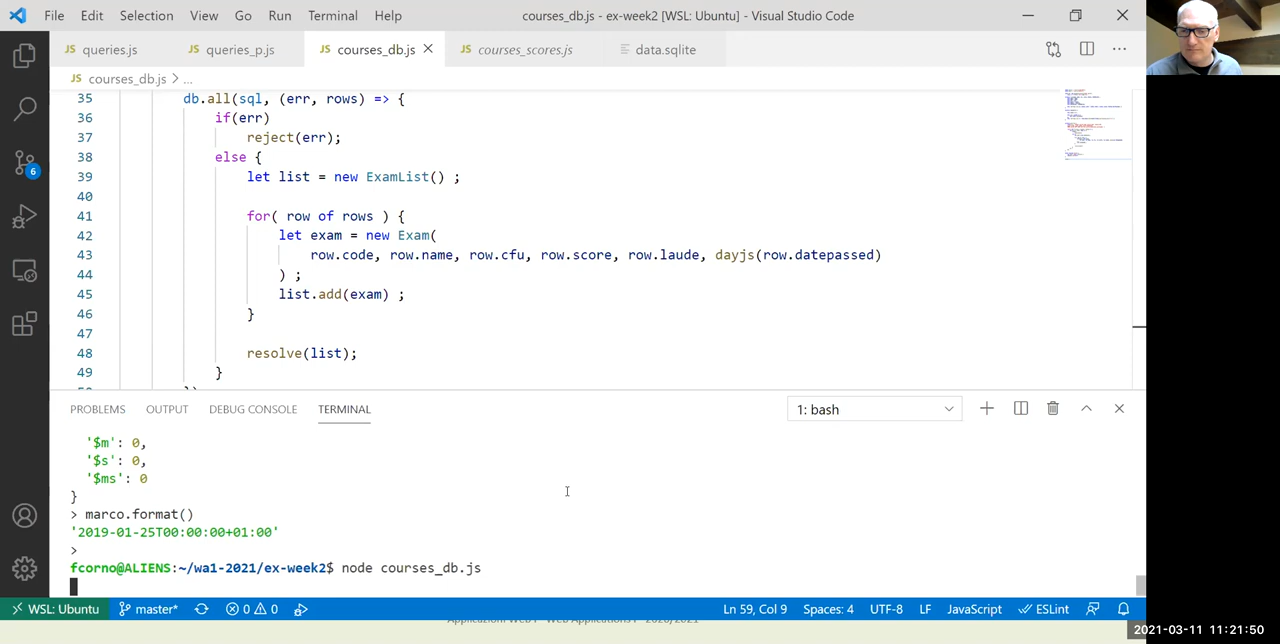 File Edit Selection View Go Run Terminal Help courses_db.js - ex-week2 [WSL: Ubuntu] - Visual Studio Code
JS queries.js JS queries_p.js JS courses_db.js JS courses_scores.js data.sqlite
JS courses_db.js > ...
35 db.all(sql, (err, rows) => {
36 if(err)
37 reject(err);
38 else {
39 let list = new ExamList() ;
40
41 for( row of rows ) {
42 let exam = new Exam(
43 row.code, row.name, row.cfu, row.score, row.laude, dayjs(row.datepassed)
44 ) ;
45 list.add(exam) ;
46 }
47
48 resolve(list);
49 }
6
PROBLEMS OUTPUT DEBUG CONSOLE TERMINAL 1: bash
'$m': 0,
'$s': 0,
'$ms': 0
}
> marco.format()
'2019-01-25T00:00:00+01:00'
>
fcorno@ALIENS:~/wa1-2021/ex-week2$ node courses_db.js
WSL: Ubuntu master* 0 0 Ln 59, Col 9 Spaces: 4 UTF-8 LF JavaScript ESLint
2021-03-11 11:21:50